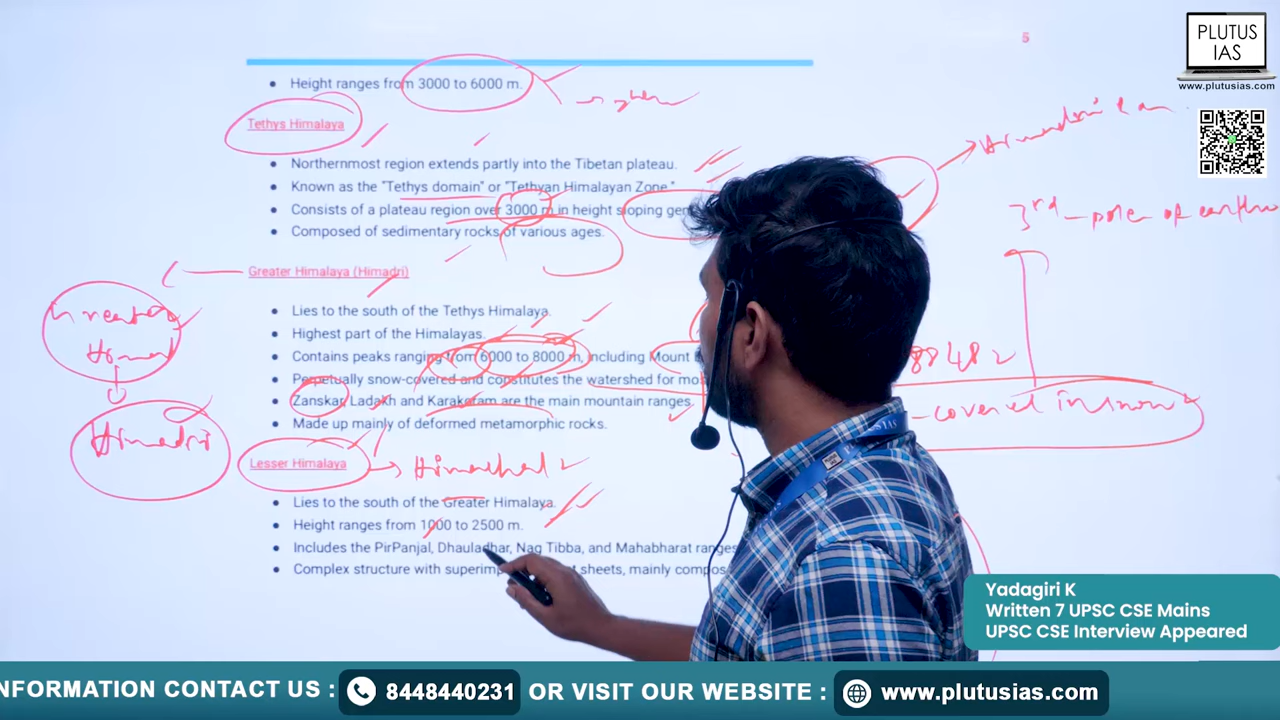 5
PLUTUS
IAS
www.plutusias.com
Height ranges from 3000 to 6000 m.
Tethys Himalaya
Northernmost region extends partly into the Tibetan plateau.
Known as the "Tethys domain" or "Tethyan Himalayan Zone."
Consists of a plateau region over 3000 m in height sloping
Composed of sedimentary rocks of various ages.
3rd - pole of earth
Greater Himalaya (Himadri)
Lies to the south of the Tethys Himalaya.
Highest part of the Himalayas.
Contains peaks ranging from 6000 to 8000 m, including Mount
8848
Perpetually snow-covered and constitutes the watershed for
Zanskar, Ladakh and Karakoram are the main mountain ranges.
- covered in snow
Made up mainly of deformed metamorphic rocks.
Greater
Himadri
Lesser Himalaya
Himachal
Lies to the south of the Greater Himalaya.
Height ranges from 1000 to 2500 m.
Includes the PirPanjal, Dhauladhar, Nag Tibba, and Mahabharat ranges
Complex structure with sheets, mainly
Yadagiri K
Written 7 UPSC CSE Mains
UPSC CSE Interview Appeared
NFORMATION CONTACT US : 8448440231 OR VISIT OUR WEBSITE : www.plutusias.com